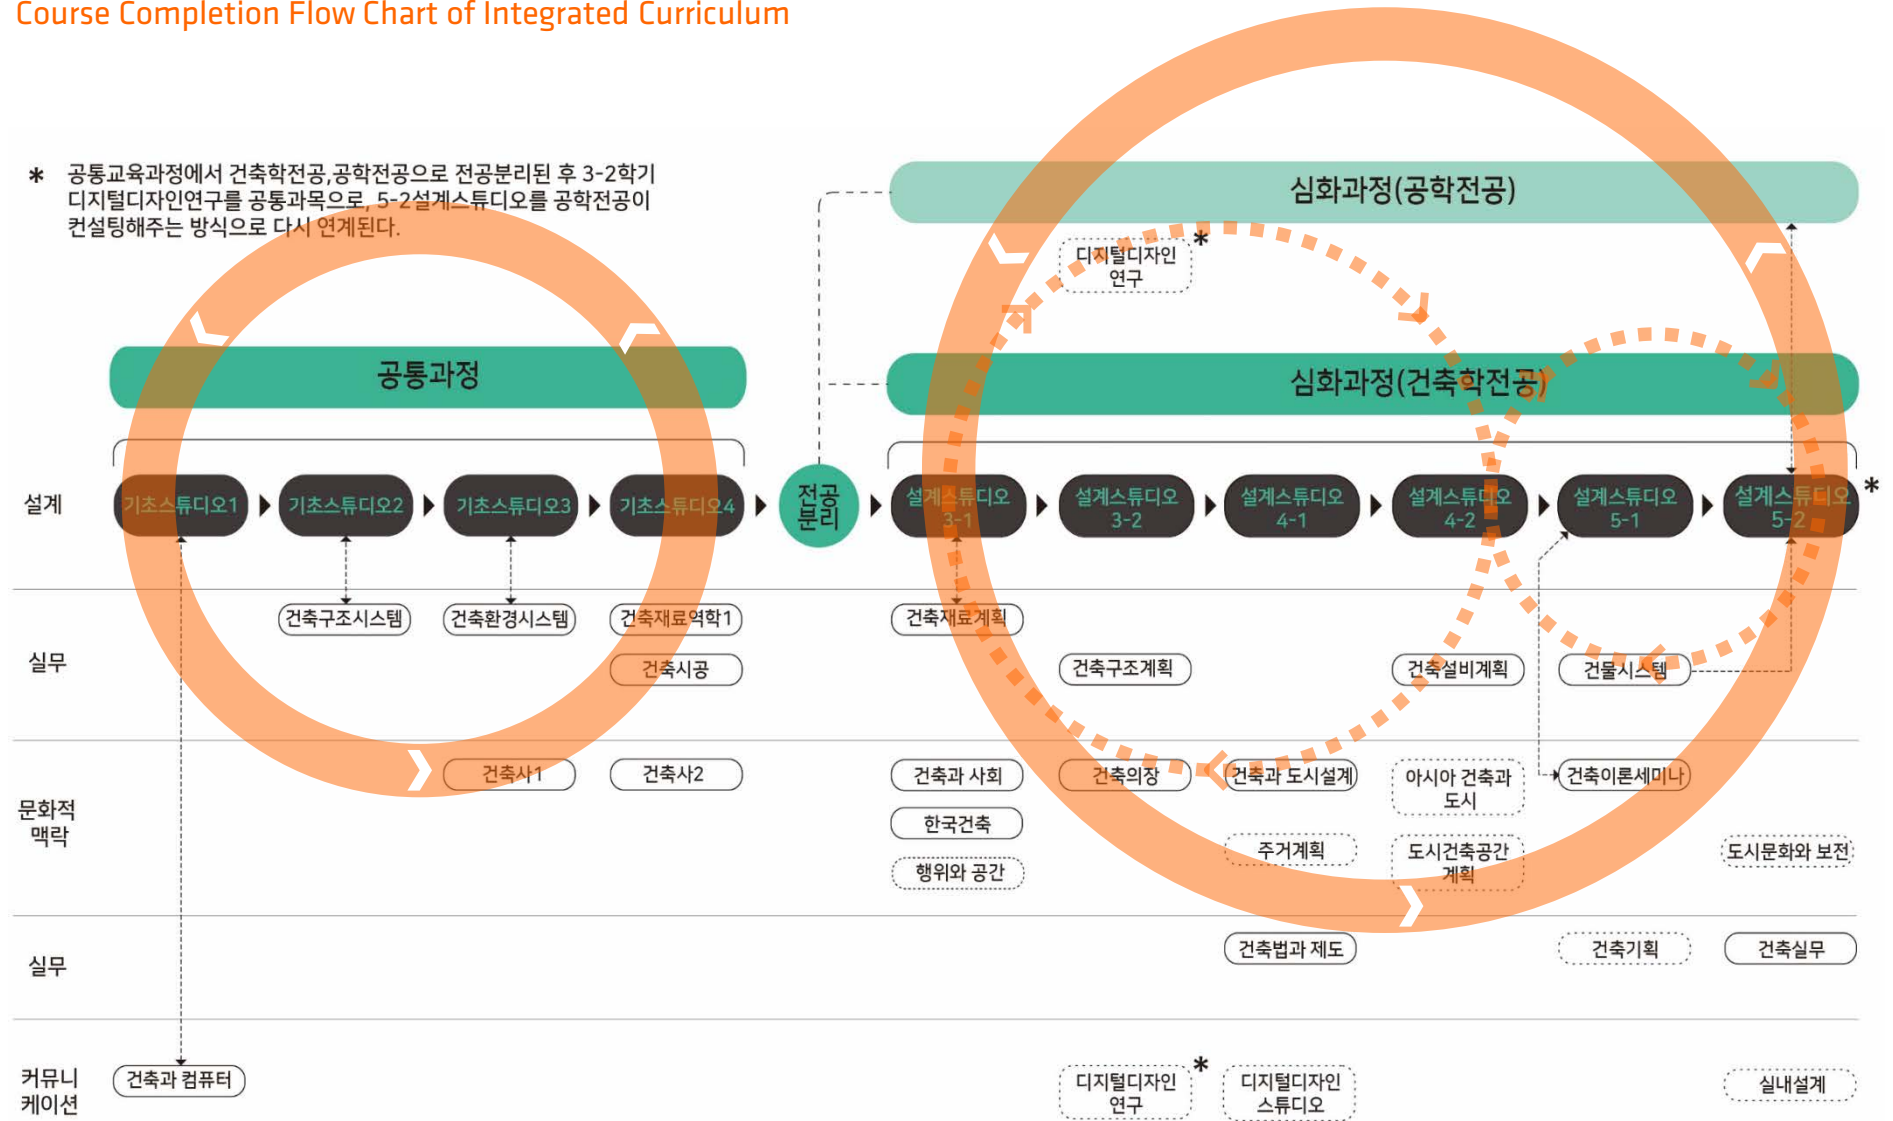 Course Completion Flow Chart of Integrated Curriculum
* 공통교육과정에서 건축학전공,공학전공으로 전공분리된 후 3-2학기
디지털디자인연구를 공통과목으로, 5-2설계스튜디오를 공학전공이
컨설팅해주는 방식으로 다시 연계된다.
심화과정(공학전공)
디지털디자인
연구
*
공통과정
심화과정(건축학전공)
설계
기초스튜디오1
기초스튜디오2
기초스튜디오3
기초스튜디오4
전공
분리
설계스튜디오
3-1
설계스튜디오
3-2
설계스튜디오
4-1
설계스튜디오
4-2
설계스튜디오
5-1
설계스튜디오
5-2
*
실무
건축구조시스템
건축환경시스템
건축재료역학1
건축재료계획
건축시공
건축구조계획
건축설비계획
건물시스템
문화적
맥락
건축사1
건축사2
건축과 사회
건축의장
건축과 도시설계
아시아 건축과
도시
건축이론세미나
한국건축
행위와 공간
주거계획
도시건축공간
계획
도시문화와 보전
실무
건축법과 제도
건축기획
건축실무
커뮤니
케이션
건축과 컴퓨터
디지털디자인
연구
*
디지털디자인
스튜디오
실내설계